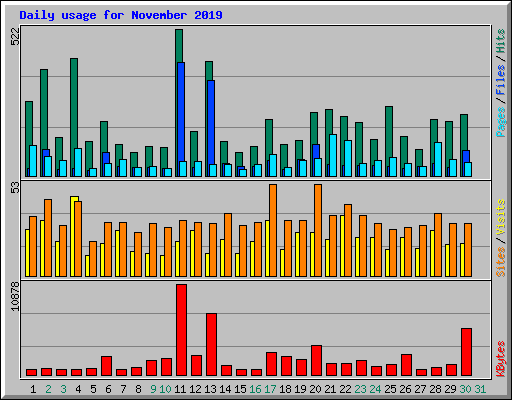 Daily usage for November 2019
522
Pages / Files / Hits
53
Sites / Visits
10878
KBytes
1 2 3 4 5 6 7 8 9 10 11 12 13 14 15 16 17 18 19 20 21 22 23 24 25 26 27 28 29 30 31